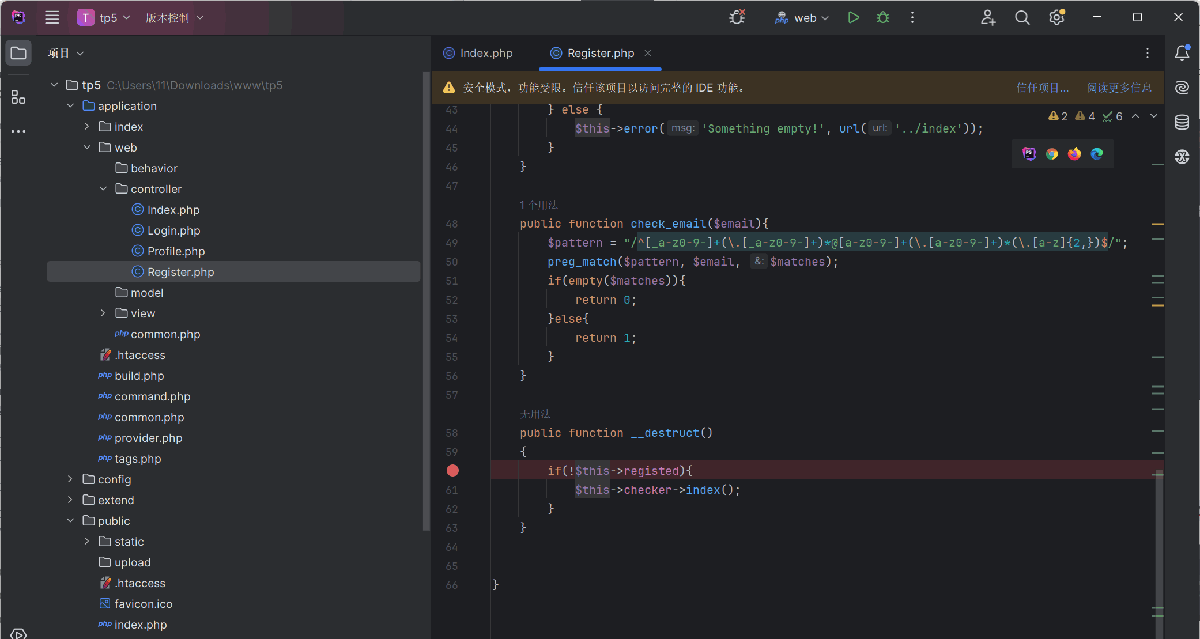 T tp5 版本控制 web
项目
tp5 C:\Users\11\Downloads\www\tp5
application
index
web
behavior
controller
Index.php
Login.php
Profile.php
Register.php
model
view
php common.php
.htaccess
php build.php
php command.php
php common.php
php provider.php
php tags.php
config
extend
public
static
upload
.htaccess
favicon.ico
php index.php
Index.php Register.php
安全模式，功能受限。信任该项目以访问完整的 IDE 功能。 信任项目... 阅读更多信息
2 4 6
43 } else {
44 $this->error( msg: 'Something empty!', url( url: '../index'));
45 }
46 }
47
1 个用法
48 public function check_email($email){
49 $pattern = "/^[_a-z0-9-]+(\.[_a-z0-9-]+)*@[a-z0-9-]+(\.[a-z0-9-]+)*(\.[a-z]{2,})$/";
50 preg_match($pattern, $email, &: $matches);
51 if(empty($matches)){
52 return 0;
53 }else{
54 return 1;
55 }
56 }
57
无用法
58 public function __destruct()
59 {
if(!$this->registed){
61 $this->checker->index();
62 }
63 }
64
65
66 }